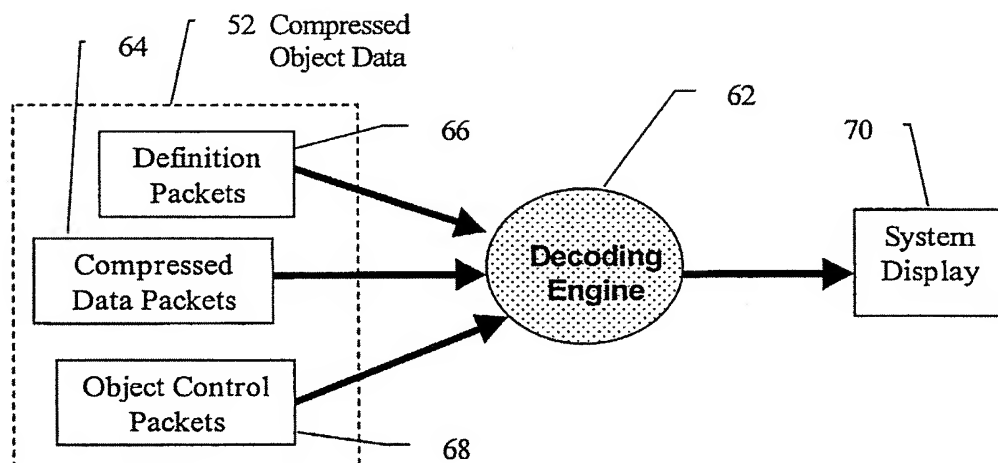 52 Compressed
Object Data
64
66
62
70
Definition
Packets
Compressed
Data Packets
Object Control
Packets
68
Decoding
Engine
System
Display